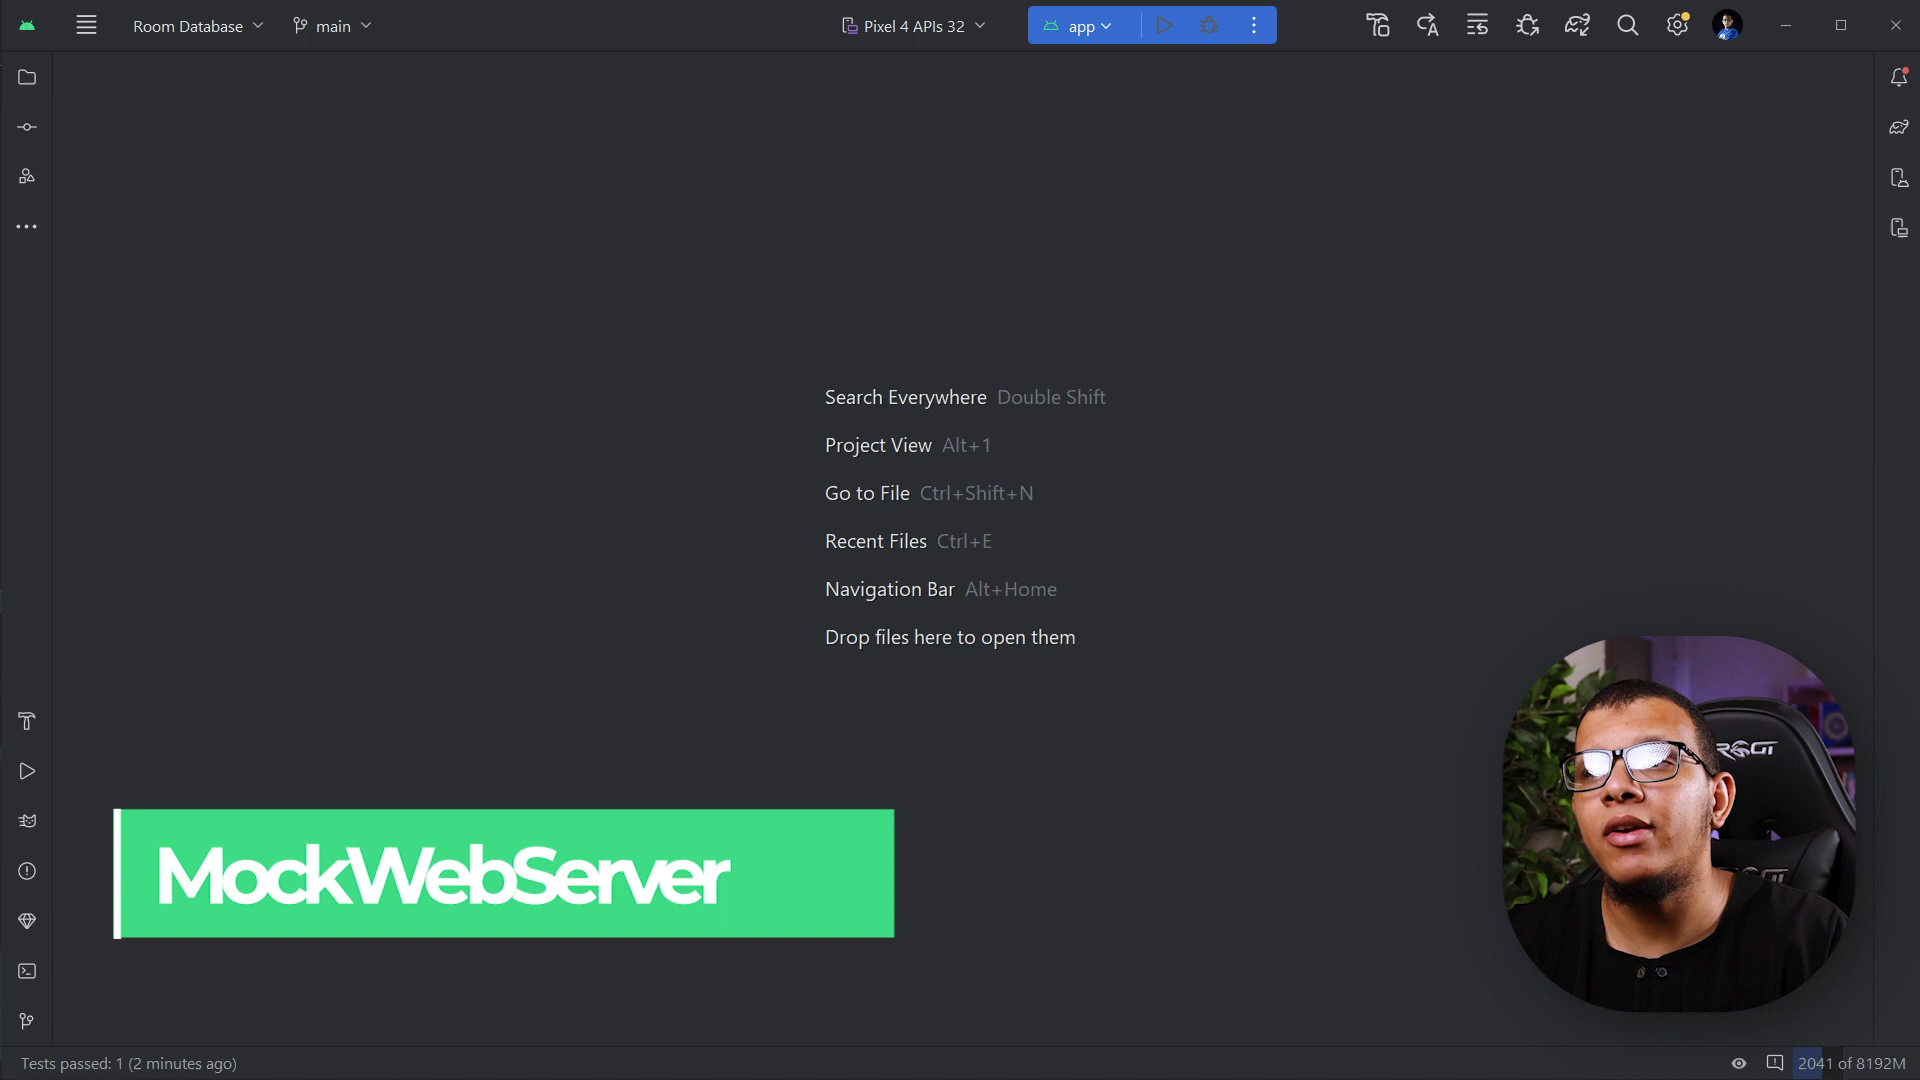 Room Database
main
Pixel 4 APIs 32
app
Search Everywhere Double Shift
Project View Alt+1
Go to File Ctrl+Shift+N
Recent Files Ctrl+E
Navigation Bar Alt+Home
Drop files here to open them
MockWebServer
Tests passed: 1 (2 minutes ago)
2041 of 8192M